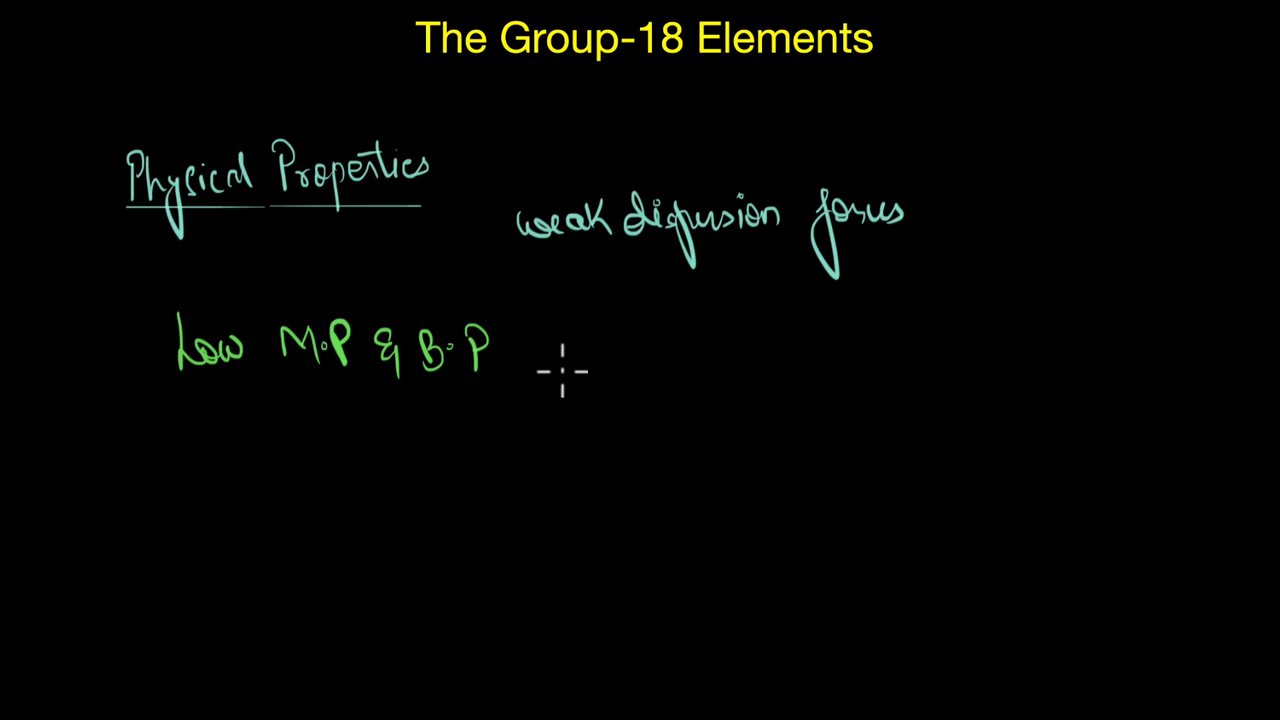 The Group-18 Elements
Physical Properties
weak dispersion forces
Low M.P & B.P